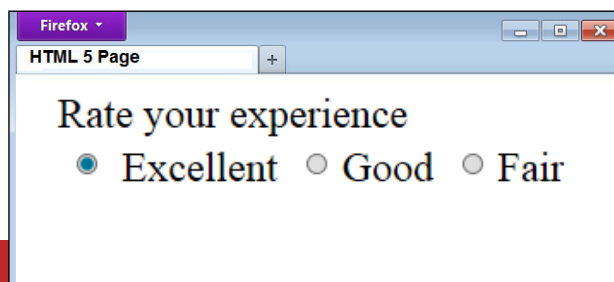 Firefox
HTML 5 Page
+
Rate your experience
Excellent Good Fair